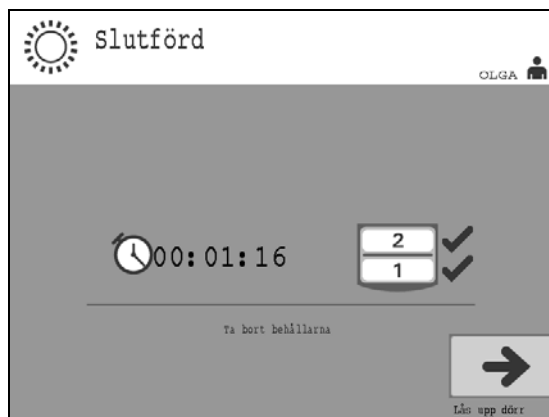 Slutförd
OLGA
00:01:16
2
1
Ta bort behållarna
Lås upp dörr